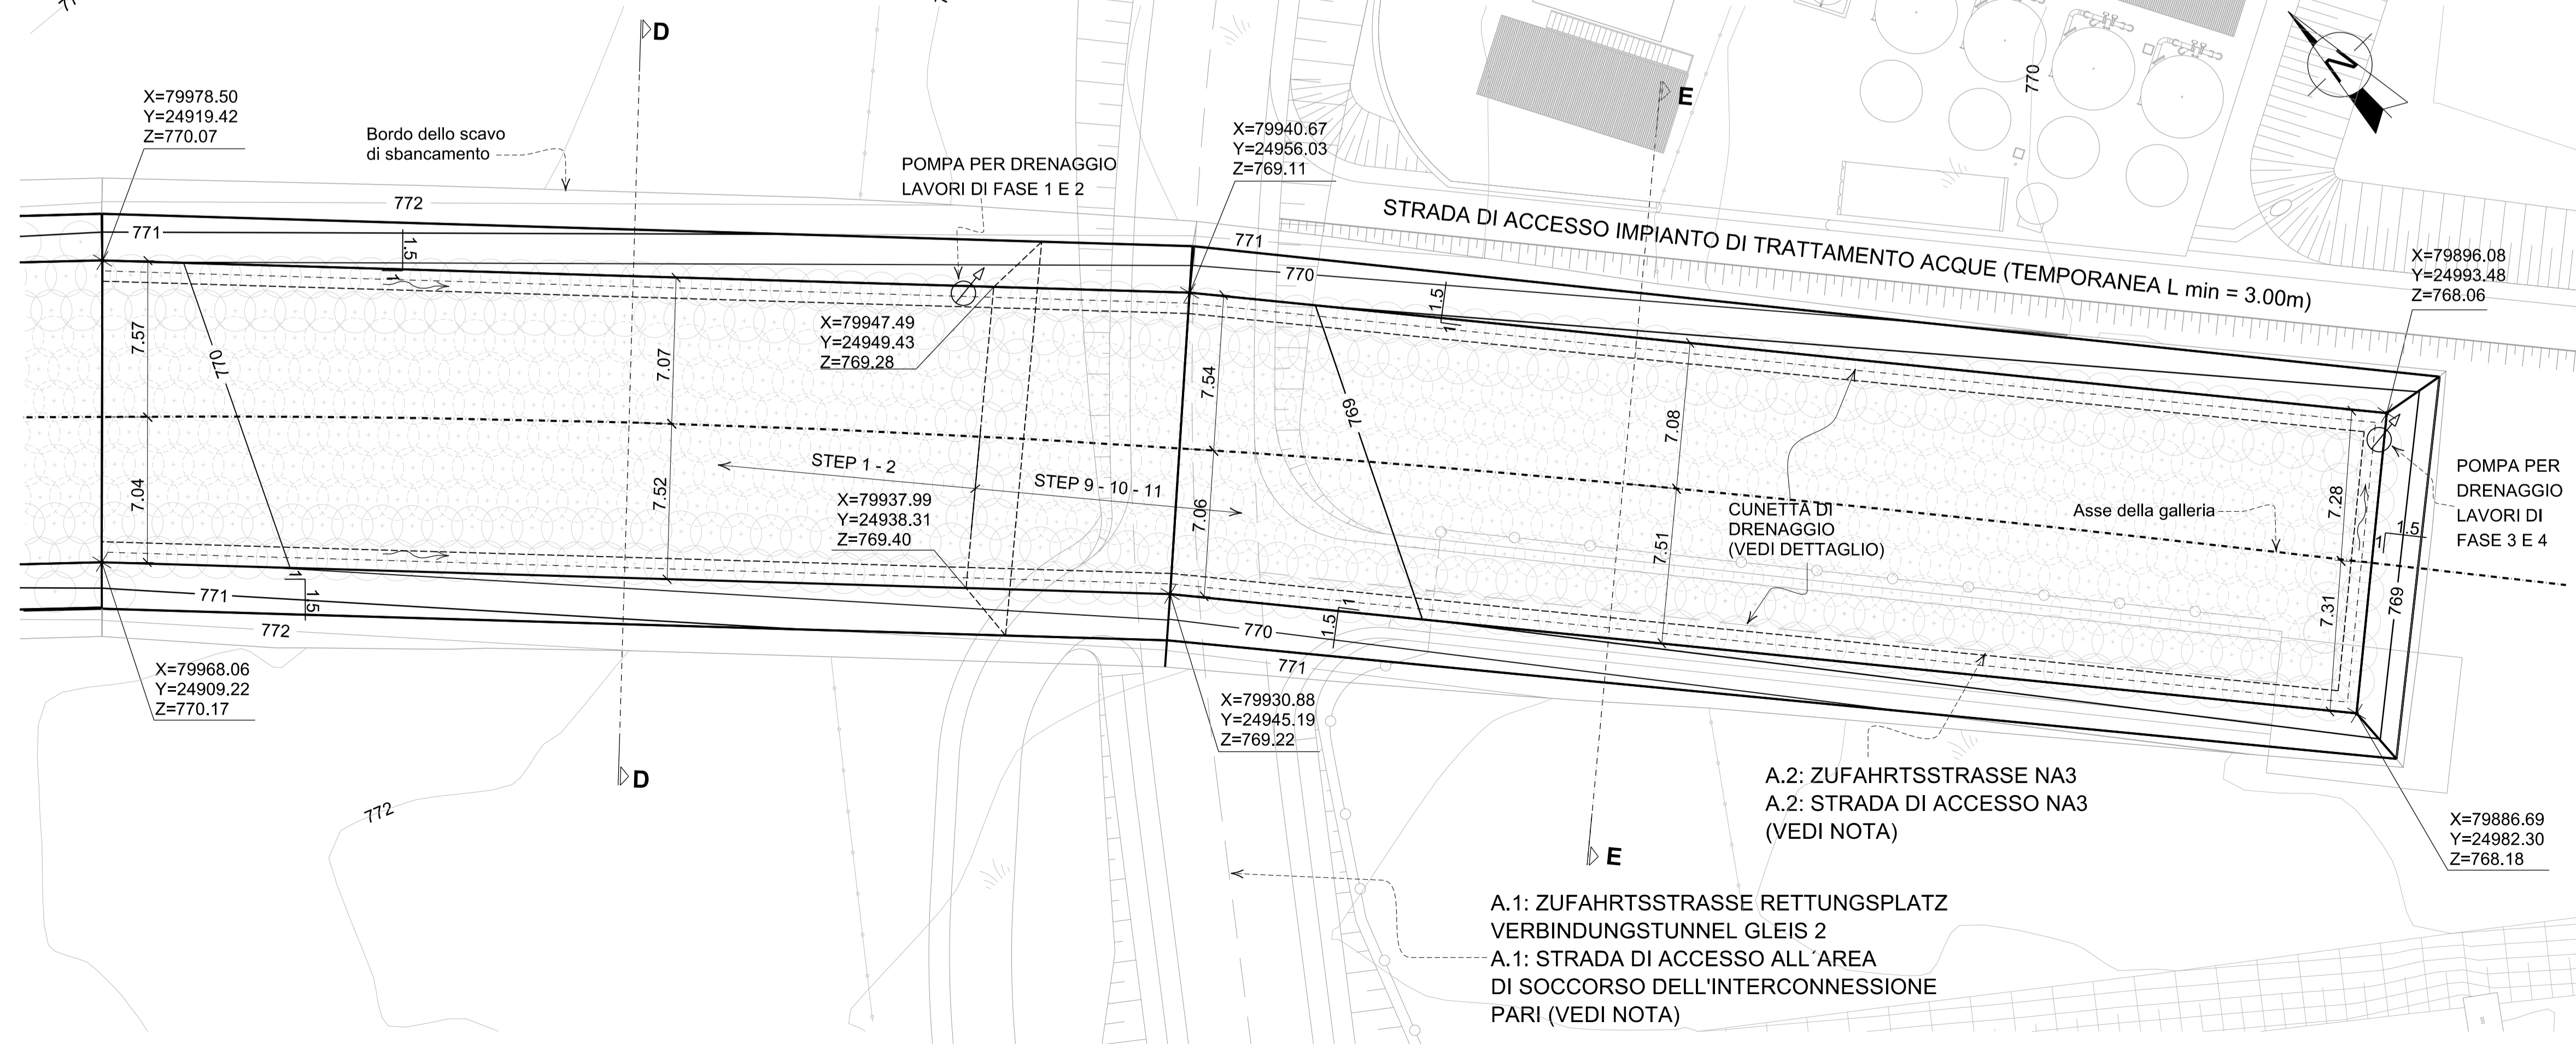 D
E
N
770
X=79978.50
Y=24919.42
Z=770.07
Bordo dello scavo
di sbancamento
POMPA PER DRENAGGIO
LAVORI DI FASE 1 E 2
X=79940.67
Y=24956.03
Z=769.11
STRADA DI ACCESSO IMPIANTO DI TRATTAMENTO ACQUE (TEMPORANEA L min = 3.00m)
X=79896.08
Y=24993.48
Z=768.06
772
771
1.5
1
771
770
1.5
1
X=79947.49
Y=24949.43
Z=769.28
7.57
770
7.07
7.54
769
7.08
STEP 1 - 2
STEP 9 - 10 - 11
7.04
7.52
X=79937.99
Y=24938.31
Z=769.40
7.06
7.51
CUNETTA DI
DRENAGGIO
(VEDI DETTAGLIO)
Asse della galleria
7.28
1.5
1
POMPA PER
DRENAGGIO
LAVORI DI
FASE 3 E 4
7.31
769
771
1
1.5
772
770
771
1.5
1
X=79968.06
Y=24909.22
Z=770.17
X=79930.88
Y=24945.19
Z=769.22
D
772
A.2: ZUFAHRTSSTRASSE NA3
A.2: STRADA DI ACCESSO NA3
(VEDI NOTA)
X=79886.69
Y=24982.30
Z=768.18
E
A.1: ZUFAHRTSSTRASSE RETTUNGSPLATZ
VERBINDUNGSTUNNEL GLEIS 2
A.1: STRADA DI ACCESSO ALL´AREA
DI SOCCORSO DELL'INTERCONNESSIONE
PARI (VEDI NOTA)